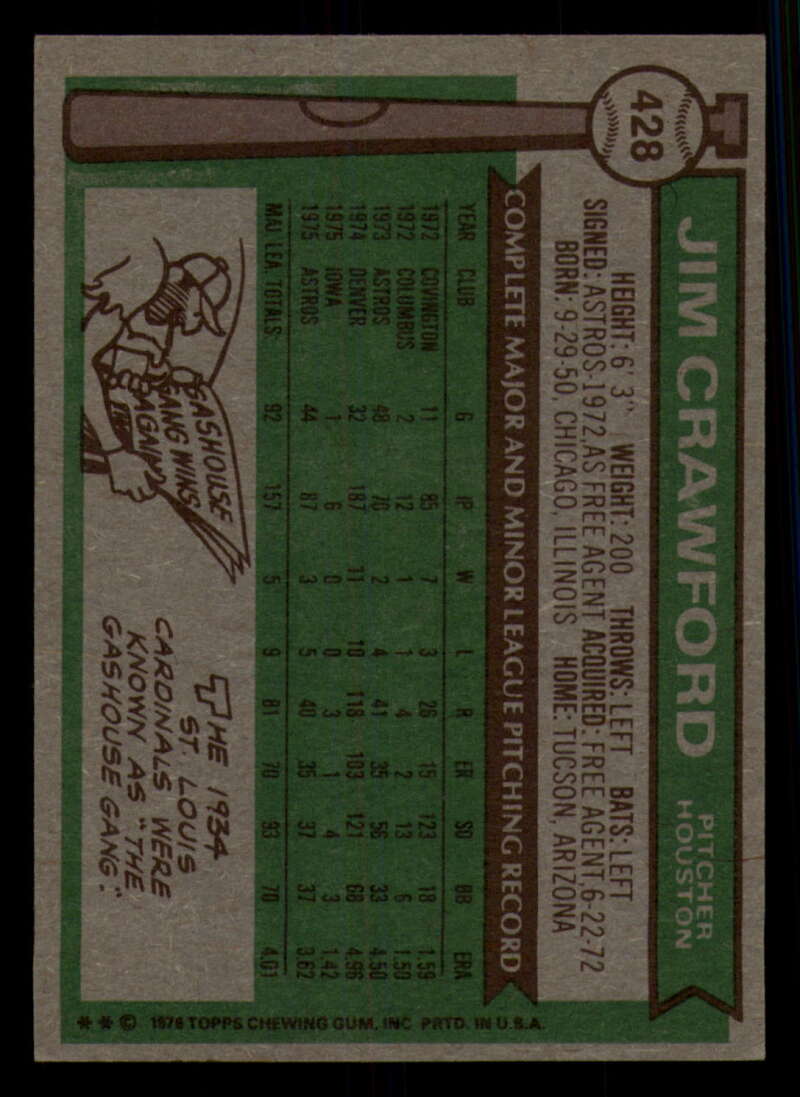 428
JIM CRAWFORD
PITCHER
HOUSTON
HEIGHT: 6' 3" WEIGHT: 200 THROWS: LEFT BATS: LEFT
SIGNED: ASTROS-1972, AS FREE AGENT ACQUIRED: FREE AGENT, 6-22-72
BORN: 9-29-50, CHICAGO, ILLINOIS HOME: TUCSON, ARIZONA
COMPLETE MAJOR AND MINOR LEAGUE PITCHING RECORD
YEAR CLUB G IP W L R ER SO BB ERA
1972 COVINGTON 11 85 7 3 26 15 123 18 1.59
1972 COLUMBUS 2 12 1 1 4 2 13 6 1.50
1973 ASTROS 48 70 2 4 41 35 56 33 4.50
1974 DENVER 32 187 11 10 118 103 121 68 4.96
1975 IOWA 1 6 0 0 3 1 4 3 1.42
1975 ASTROS 44 87 3 5 40 35 37 37 3.62
MAJ. LEA. TOTALS 92 157 5 9 81 70 93 70 4.01
GASHOUSE
GANG WINS
AGAIN
THE 1934
ST. LOUIS
CARDINALS WERE
KNOWN AS "THE
GASHOUSE GANG."
* * © 1976 TOPPS CHEWING GUM, INC. PRTD. IN U.S.A.